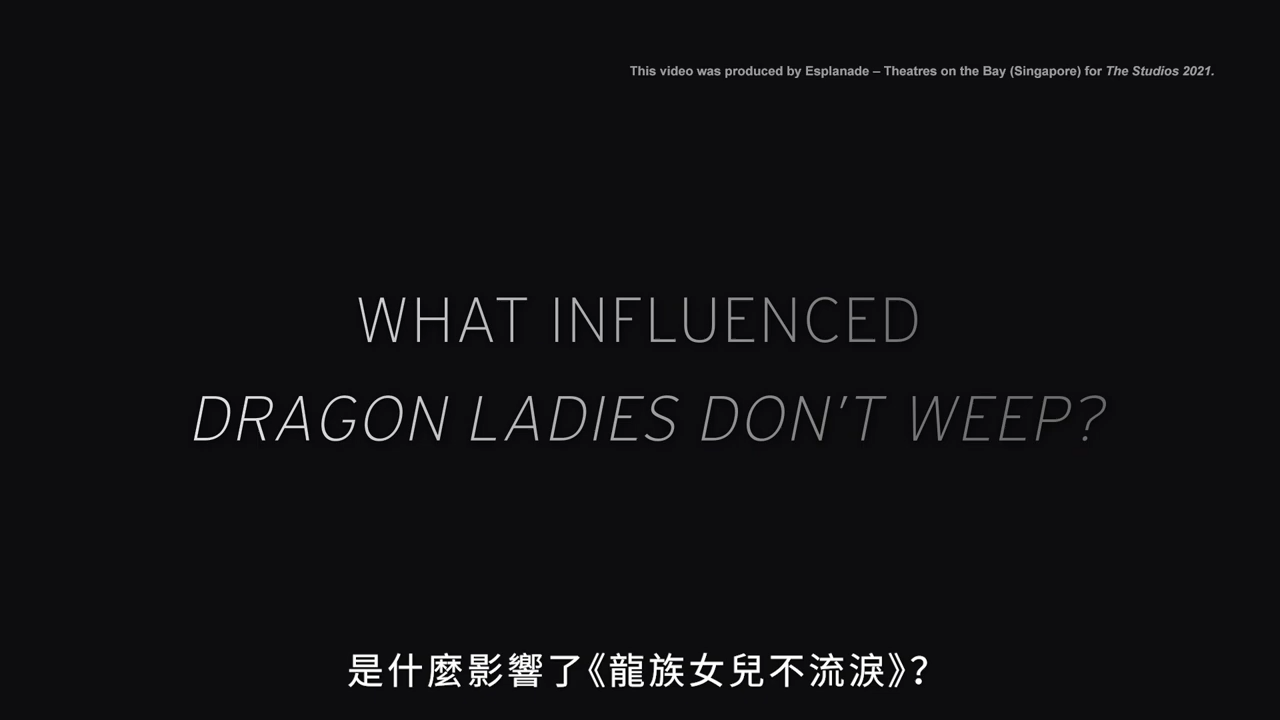 This video was produced by Esplanade – Theatres on the Bay (Singapore) for The Studios 2021.
WHAT INFLUENCED
DRAGON LADIES DON'T WEEP?
是什麼影響了《龍族女兒不流淚》?